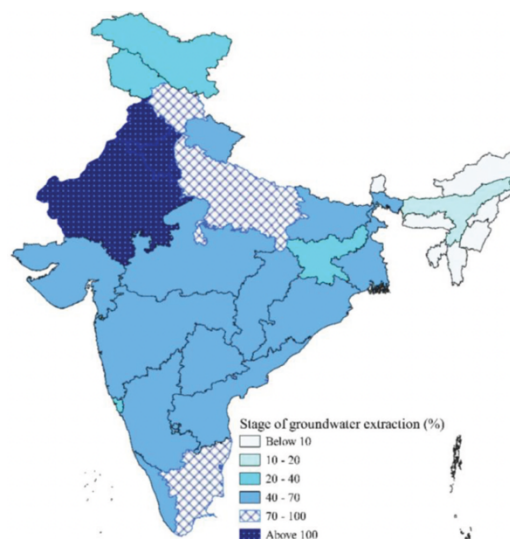 Stage of groundwater extraction (%)
Below 10
10 - 20
20 - 40
40 - 70
70 - 100
Above 100